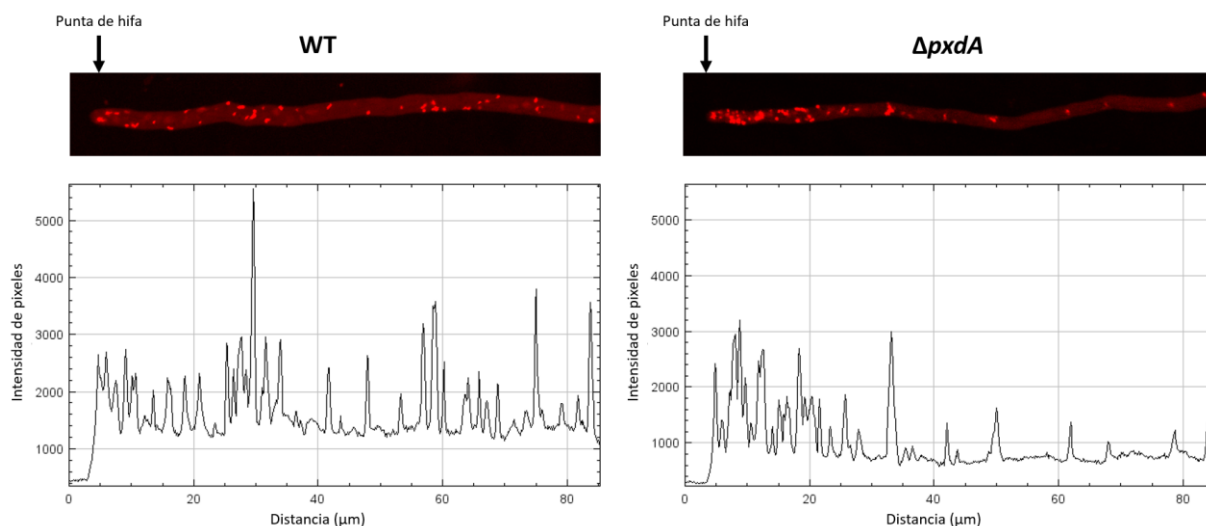 Punta de hifa
WT
Intensidad de pixeles
5000
4000
3000
2000
1000
0
20
40
60
80
Distancia (µm)
Punta de hifa
ΔpxdA
Intensidad de pixeles
5000
4000
3000
2000
1000
0
20
40
60
80
Distancia (µm)